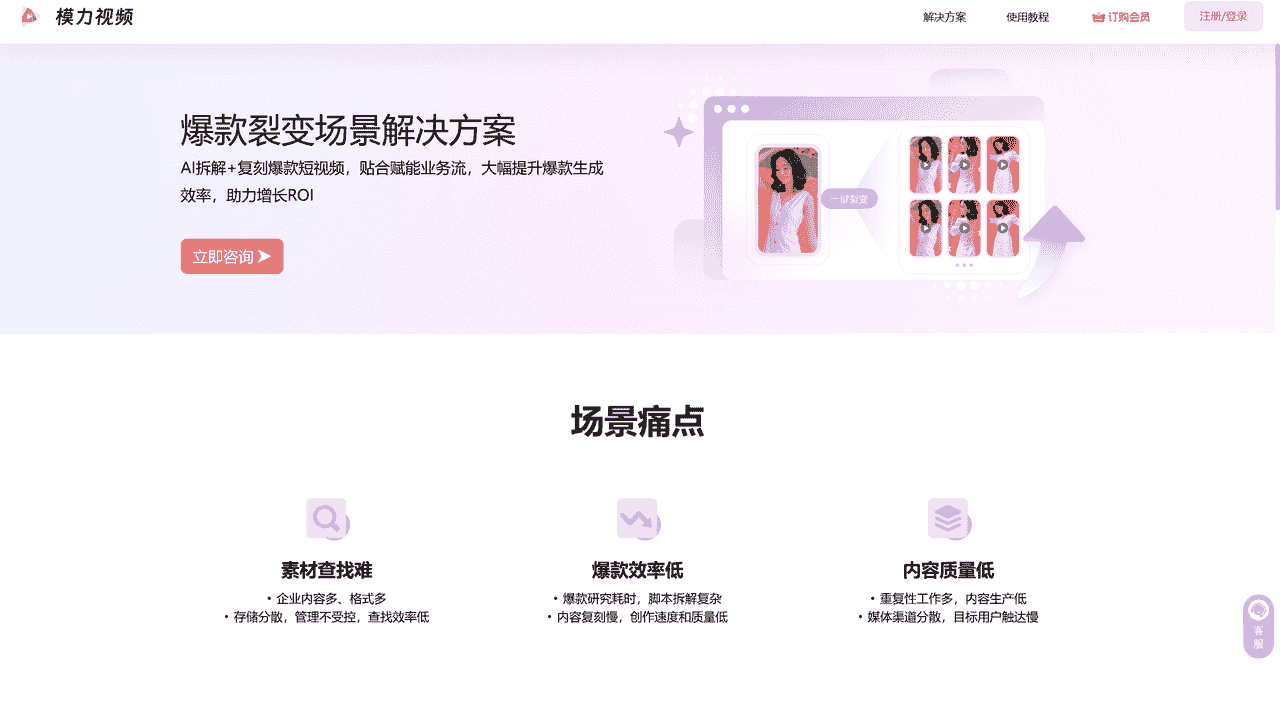 模力视频
解决方案
使用教程
订购会员
注册/登录
爆款裂变场景解决方案
AI拆解+复刻爆款短视频，贴合赋能业务流，大幅提升爆款生成
效率，助力增长ROI
立即咨询
一键裂变
场景痛点
素材查找难
• 企业内容多、格式多
• 存储分散，管理不受控，查找效率低
爆款效率低
• 爆款研究耗时，脚本拆解复杂
• 内容复刻慢，创作速度和质量低
内容质量低
• 重复性工作多，内容生产低
• 媒体渠道分散，目标用户触达慢
客
服